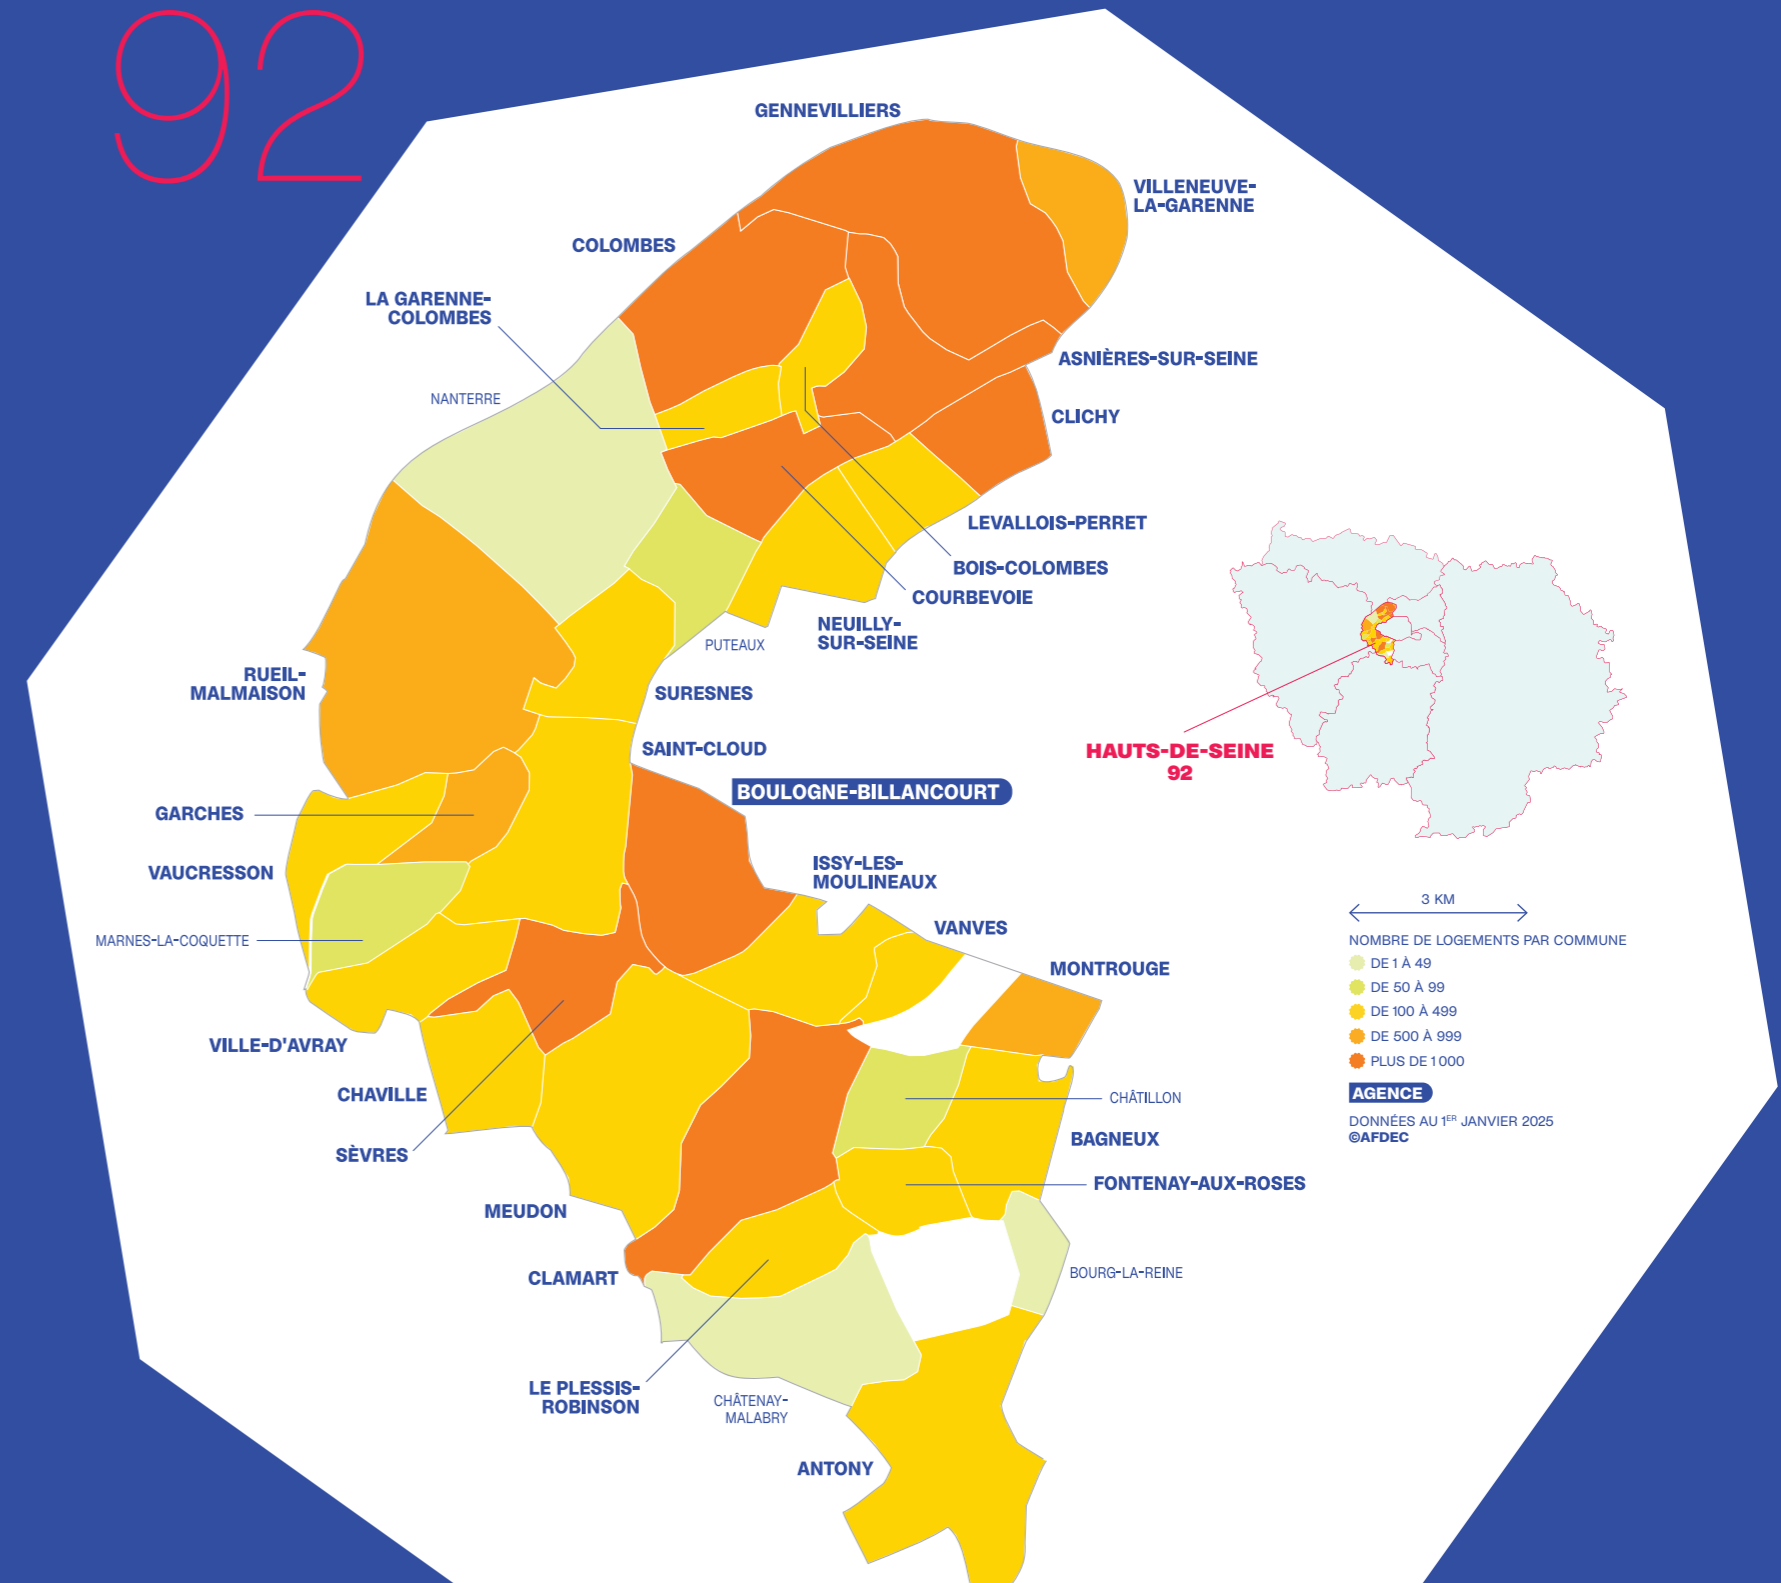 92
GENNEVILLIERS
VILLENEUVE-
LA-GARENNE
COLOMBES
LA GARENNE-
COLOMBES
ASNIÈRES-SUR-SEINE
NANTERRE
CLICHY
LEVALLOIS-PERRET
BOIS-COLOMBES
COURBEVOIE
NEUILLY-
SUR-SEINE
PUTEAUX
RUEIL-
MALMAISON
SURESNES
SAINT-CLOUD
BOULOGNE-BILLANCOURT
HAUTS-DE-SEINE
92
GARCHES
VAUCRESSON
ISSY-LES-
MOULINEAUX
VANVES
MARNES-LA-COQUETTE
MONTROUGE
VILLE-D'AVRAY
CHAVILLE
SÈVRES
CHÂTILLON
BAGNEUX
FONTENAY-AUX-ROSES
MEUDON
CLAMART
BOURG-LA-REINE
LE PLESSIS-
ROBINSON
CHÂTENAY-
MALABRY
ANTONY
3 KM
NOMBRE DE LOGEMENTS PAR COMMUNE
DE 1 À 49
DE 50 À 99
DE 100 À 499
DE 500 À 999
PLUS DE 1 000
AGENCE
DONNÉES AU 1ER JANVIER 2025
©AFDEC